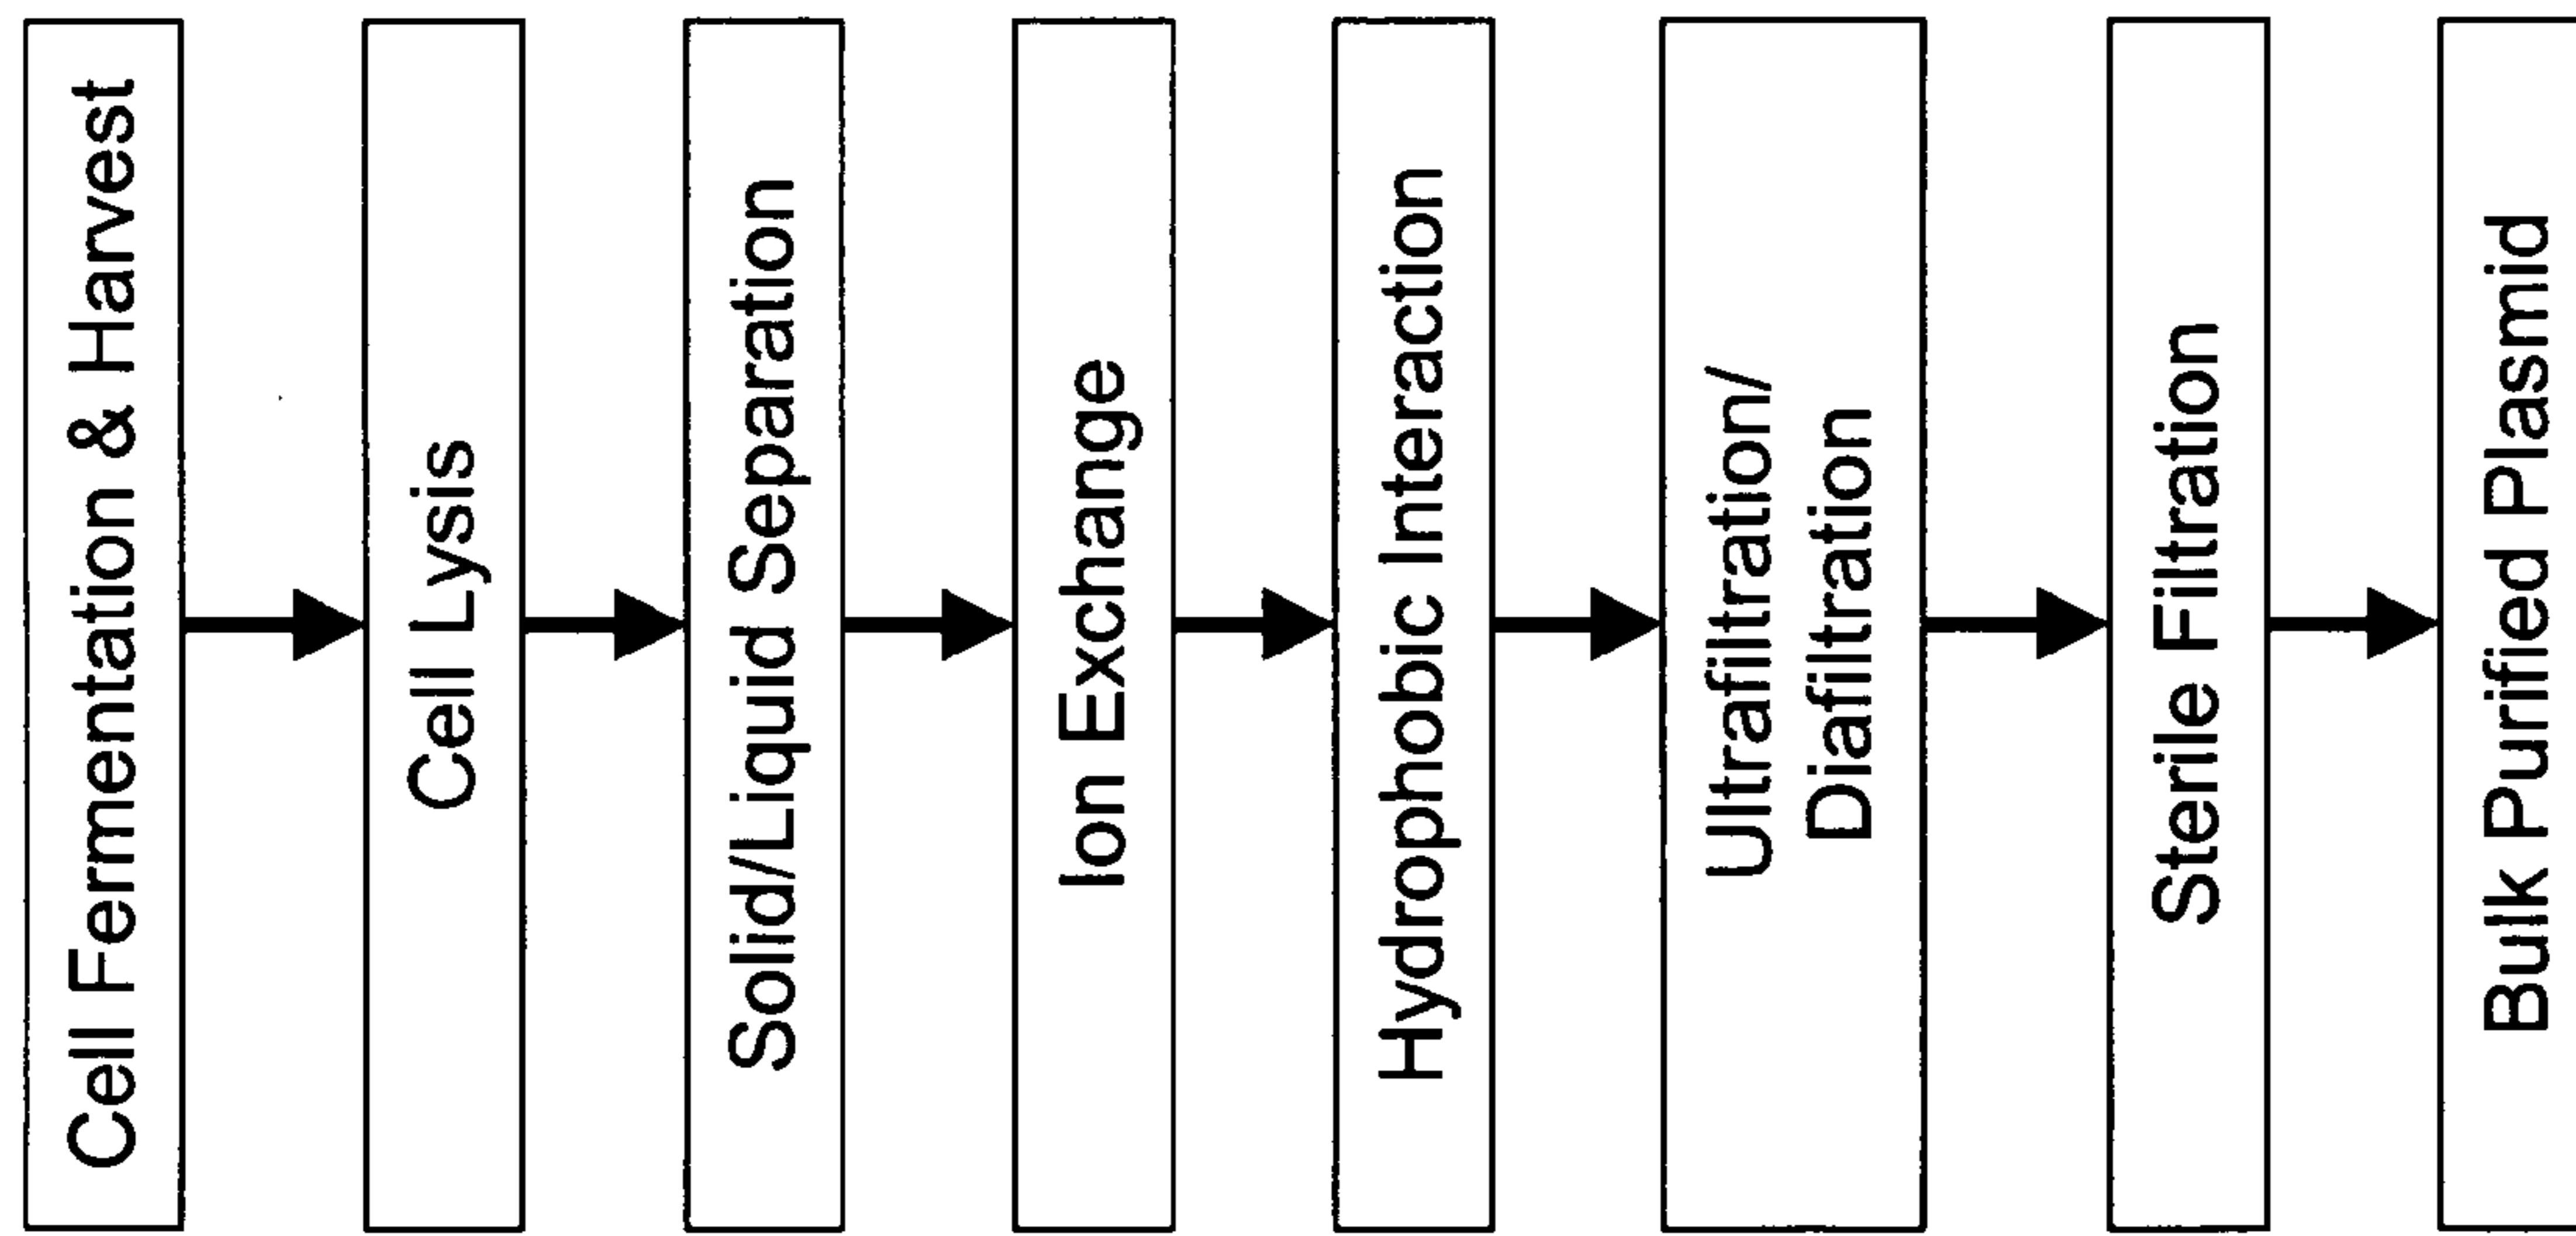 Cell Fermentation & Harvest
Cell Lysis
Solid/Liquid Separation
Ion Exchange
Hydrophobic Interaction
Ultrafiltration/
Diafiltration
Sterile Filtration
Bulk Purified Plasmid